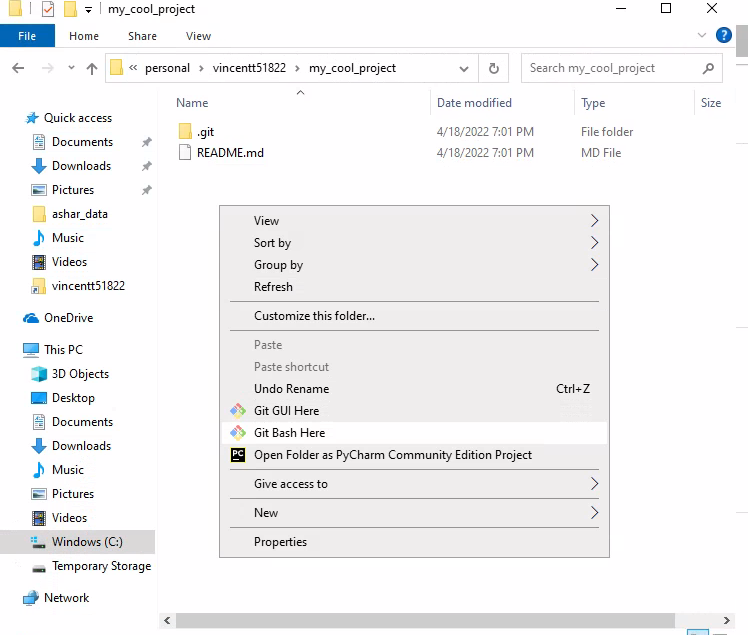 my_cool_project
File Home Share View
« personal > vincentt51822 > my_cool_project
Search my_cool_project
Name Date modified Type Size
.git 4/18/2022 7:01 PM File folder
README.md 4/18/2022 7:01 PM MD File
Quick access
Documents
Downloads
Pictures
ashar_data
Music
Videos
vincentt51822
OneDrive
This PC
3D Objects
Desktop
Documents
Downloads
Music
Pictures
Videos
Windows (C:)
Temporary Storage
Network
View
Sort by
Group by
Refresh
Customize this folder...
Paste
Paste shortcut
Undo Rename Ctrl+Z
Git GUI Here
Git Bash Here
PC Open Folder as PyCharm Community Edition Project
Give access to
New
Properties